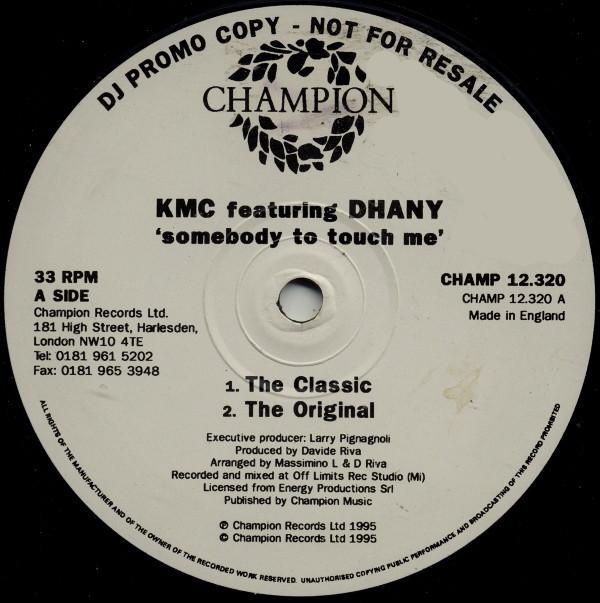 DJ PROMO COPY - NOT FOR RESALE
CHAMPION
KMC featuring DHANY
'somebody to touch me'
33 RPM
A SIDE
Champion Records Ltd.
181 High Street, Harlesden,
London NW10 4TE
Tel: 0181 961 5202
Fax: 0181 965 3948
CHAMP 12.320
CHAMP 12.320 A
Made in England
1. The Classic
2. The Original
Executive producer: Larry Pignagnoli
Produced by Davide Riva
Arranged by Massimino L & D Riva
Recorded and mixed at Off Limits Rec Studio (Mi)
Licensed from Energy Productions Srl
Published by Champion Music
℗ Champion Records Ltd 1995
© Champion Records Ltd 1995
ALL RIGHTS OF THE MANUFACTURER AND OF THE OWNER OF THE RECORDED WORK RESERVED. UNAUTHORISED COPYING PUBLIC PERFORMANCE AND BROADCASTING OF THIS RECORD PROHIBITED